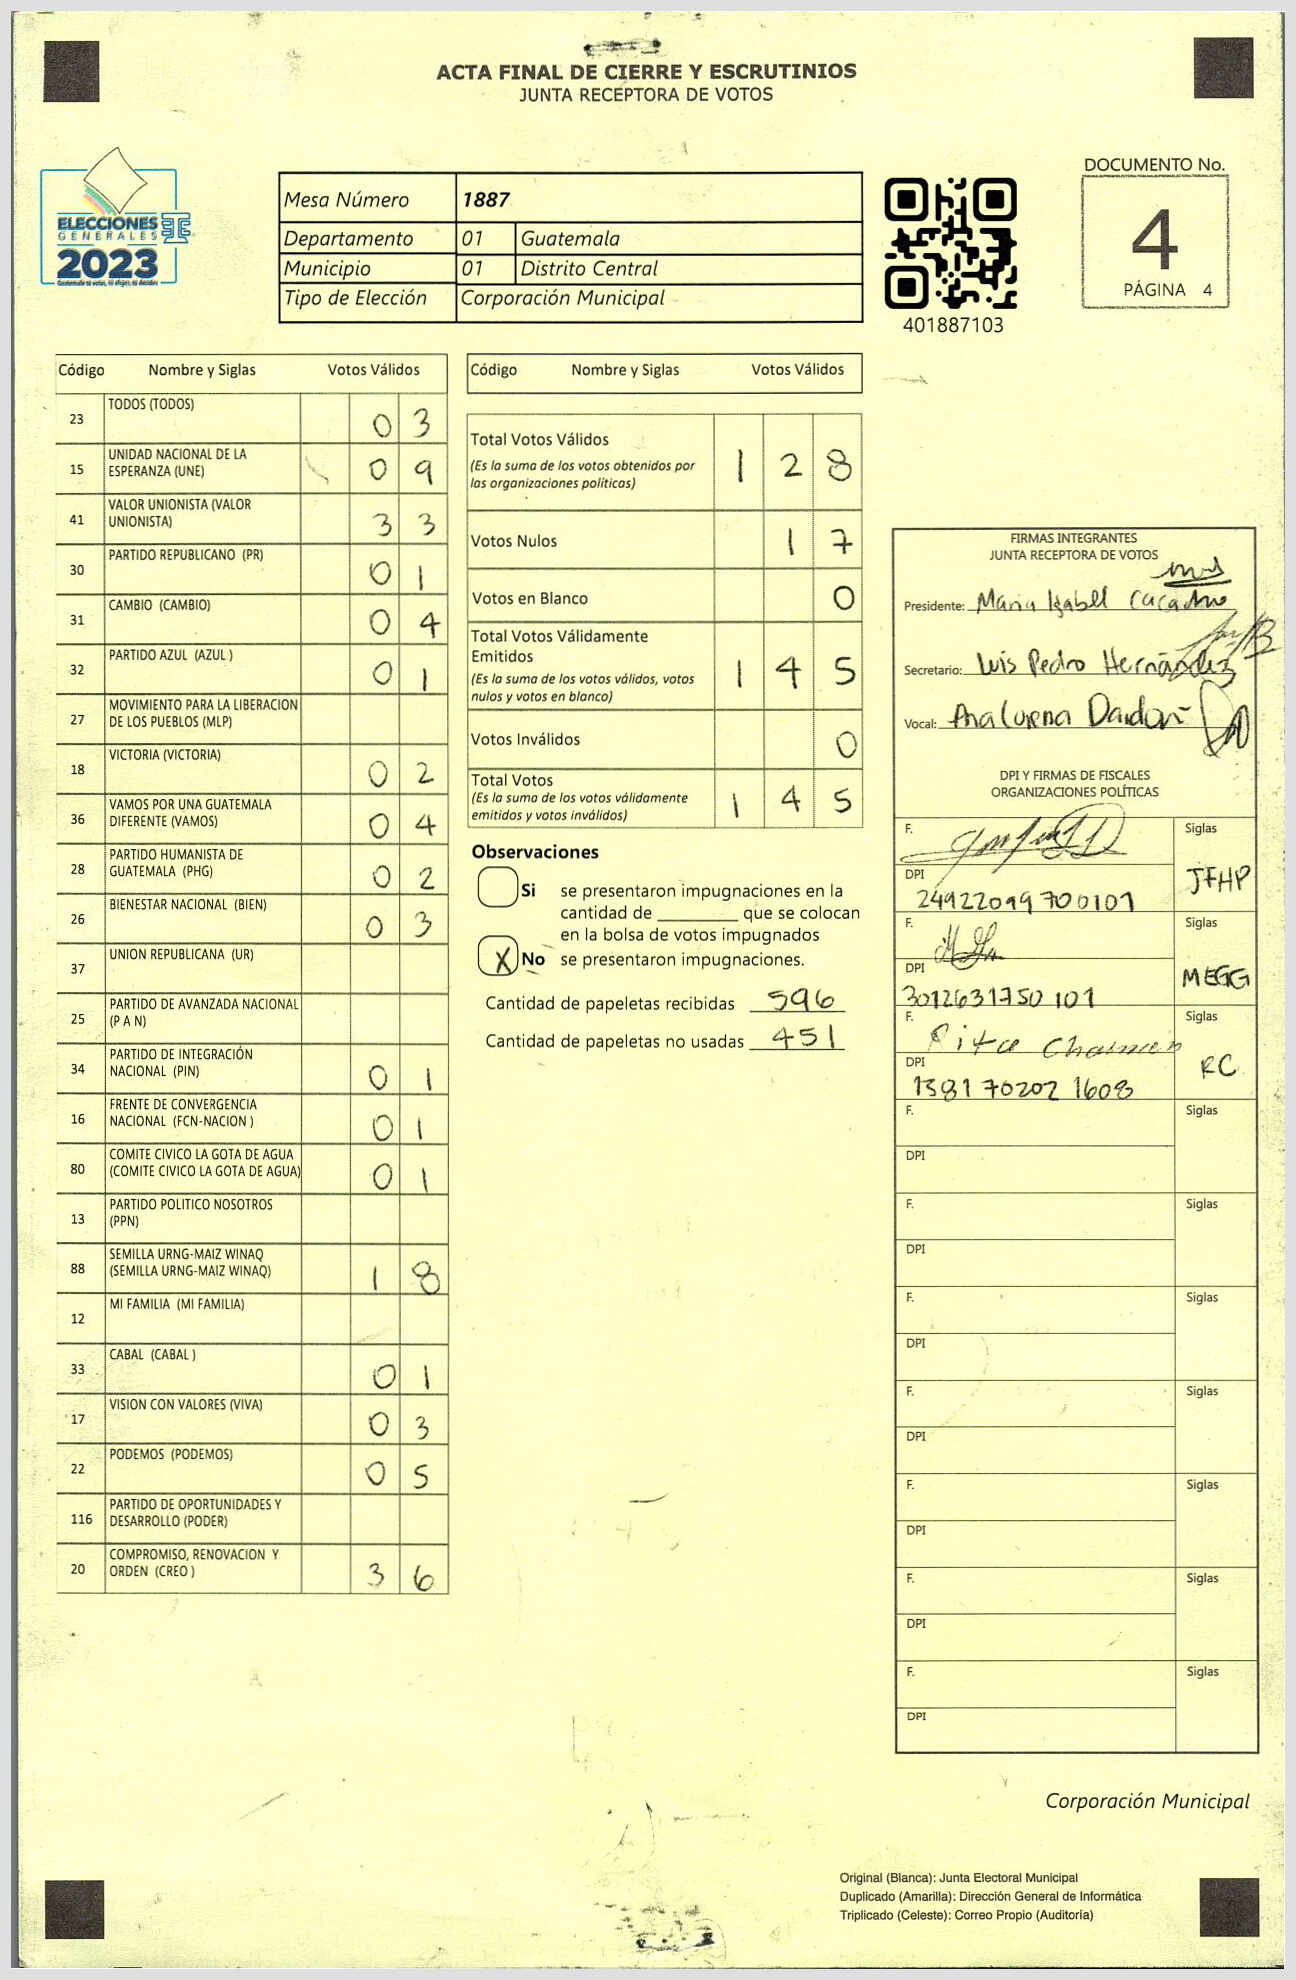 ACTA FINAL DE CIERRE Y ESCRUTINIOS
JUNTA RECEPTORA DE VOTOS
ELECCIONES
GENERALES
2023
Mesa Número 1887
Departamento 01 Guatemala
Municipio 01 Distrito Central
Tipo de Elección Corporación Municipal
401887103
DOCUMENTO No.
4
PÁGINA 4
Código Nombre y Siglas Votos Válidos
23 TODOS (TODOS) 0 3
15 UNIDAD NACIONAL DE LA
ESPERANZA (UNE) 0 9
41 VALOR UNIONISTA (VALOR
UNIONISTA) 3 3
30 PARTIDO REPUBLICANO (PR) 0 1
31 CAMBIO (CAMBIO) 0 4
32 PARTIDO AZUL (AZUL ) 0 1
27 MOVIMIENTO PARA LA LIBERACION
DE LOS PUEBLOS (MLP)
18 VICTORIA (VICTORIA) 0 2
36 VAMOS POR UNA GUATEMALA
DIFERENTE (VAMOS) 0 4
28 PARTIDO HUMANISTA DE
GUATEMALA (PHG) 0 2
26 BIENESTAR NACIONAL (BIEN) 0 3
37 UNION REPUBLICANA (UR)
25 PARTIDO DE AVANZADA NACIONAL
(P A N)
34 PARTIDO DE INTEGRACIÓN
NACIONAL (PIN) 0 1
16 FRENTE DE CONVERGENCIA
NACIONAL (FCN-NACION ) 0 1
80 COMITE CIVICO LA GOTA DE AGUA
(COMITE CIVICO LA GOTA DE AGUA) 0 1
13 PARTIDO POLITICO NOSOTROS
(PPN)
88 SEMILLA URNG-MAIZ WINAQ
(SEMILLA URNG-MAIZ WINAQ) 1 8
12 MI FAMILIA (MI FAMILIA)
33 CABAL (CABAL ) 0 1
17 VISION CON VALORES (VIVA) 0 3
22 PODEMOS (PODEMOS) 0 5
116 PARTIDO DE OPORTUNIDADES Y
DESARROLLO (PODER)
20 COMPROMISO, RENOVACION Y
ORDEN (CREO ) 3 6
Código Nombre y Siglas Votos Válidos
Total Votos Válidos 1 2 8
(Es la suma de los votos obtenidos por
las organizaciones políticas)
Votos Nulos 1 7
Votos en Blanco 0
Total Votos Válidamente
Emitidos 1 4 5
(Es la suma de los votos válidos, votos
nulos y votos en blanco)
Votos Inválidos 0
Total Votos 1 4 5
(Es la suma de los votos válidamente
emitidos y votos inválidos)
Observaciones
Si se presentaron impugnaciones en la
cantidad de ________ que se colocan
en la bolsa de votos impugnados
X No se presentaron impugnaciones.
Cantidad de papeletas recibidas 596
Cantidad de papeletas no usadas 451
FIRMAS INTEGRANTES
JUNTA RECEPTORA DE VOTOS
Presidente: Maria Isabel
Secretario: Luis Pedro Hernández
Vocal: Ana Lorena Dardón
DPI Y FIRMAS DE FISCALES
ORGANIZACIONES POLÍTICAS
F. Siglas
JFHP
DPI
24922099700101
F. Siglas
MEGG
DPI
3012631750 101
F. Rita Siglas
RC
DPI
1581 70202 1608
F. Siglas
DPI
F. Siglas
DPI
F. Siglas
DPI
F. Siglas
DPI
F. Siglas
DPI
F. Siglas
DPI
F. Siglas
DPI
Corporación Municipal
Original (Blanca): Junta Electoral Municipal
Duplicado (Amarilla): Dirección General de Informática
Triplicado (Celeste): Correo Propio (Auditoría)